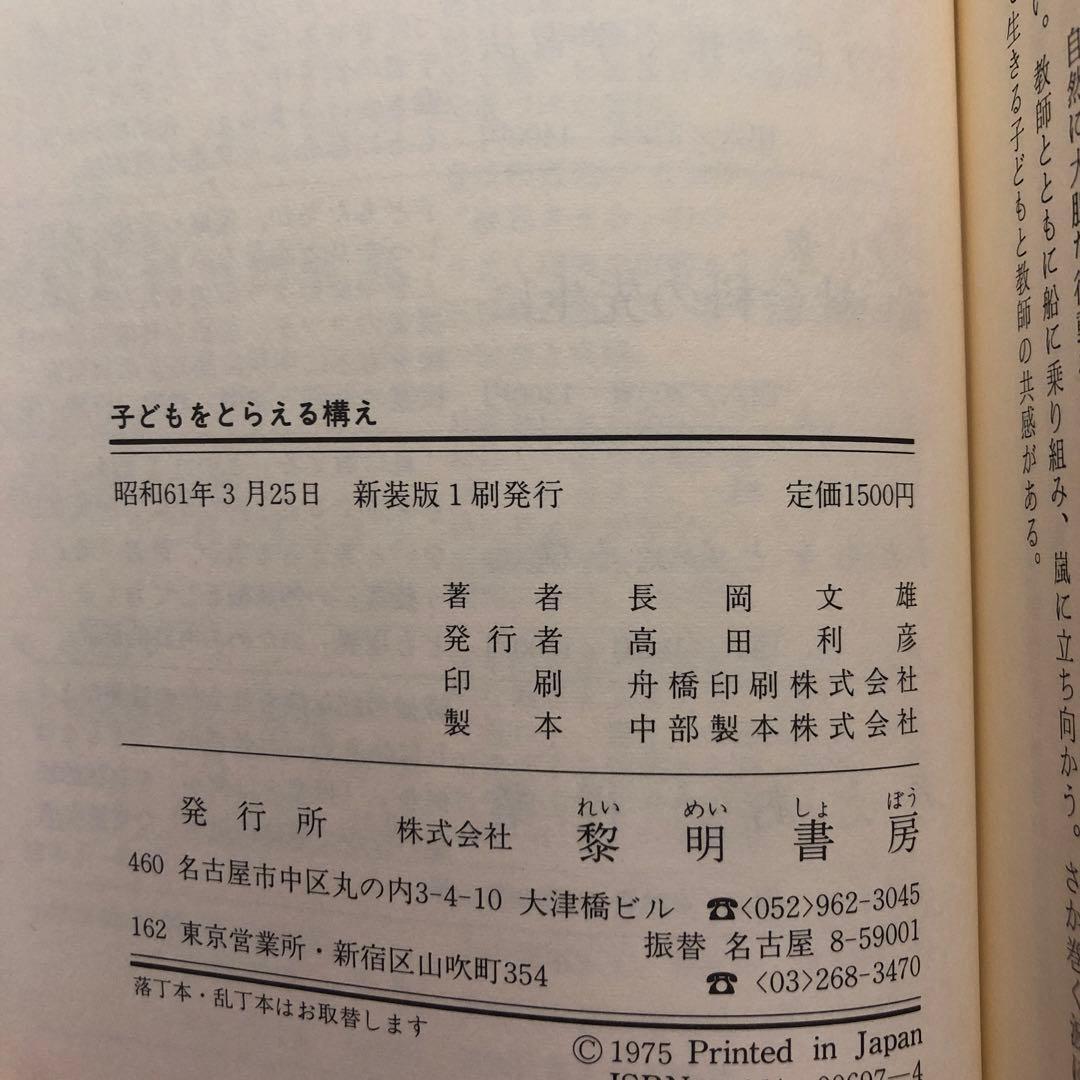 子どもをとらえる構え
昭和61年3月25日 新装版1刷発行 定価1500円
著者 長岡文雄
発行者 高田利彦
印刷 舟橋印刷株式会社
製本 中部製本株式会社
発行所 株式会社 黎明書房
れいめいしょぼう
460 名古屋市中区丸の内3-4-10 大津橋ビル ☎<052>962-3045
振替 名古屋 8-59001
162 東京営業所・新宿区山吹町354 ☎<03>268-3470
落丁本・乱丁本はお取替します
© 1975 Printed in Japan
い。教師とともに船に乗り組み、嵐に立ち向かう。さか巻く
生きる子どもと教師の共感がある。